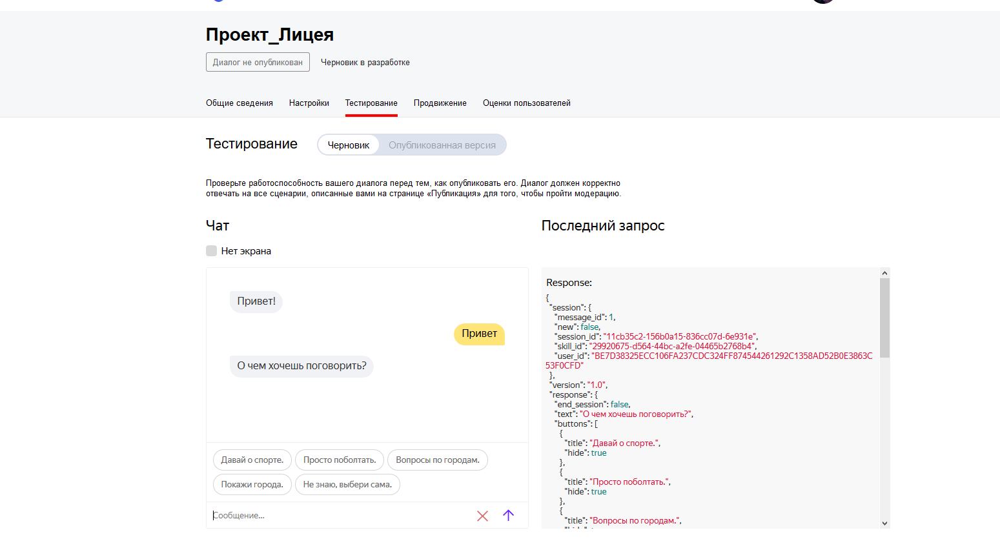 Проект_Лицея
Диалог не опубликован
Черновик в разработке
Общие сведения
Настройки
Тестирование
Продвижение
Оценки пользователей
Тестирование
Черновик
Опубликованная версия
Проверьте работоспособность вашего диалога перед тем, как опубликовать его. Диалог должен корректно
отвечать на все сценарии, описанные вами на странице «Публикация» для того, чтобы пройти модерацию.
Чат
Нет экрана
Привет!
Привет
О чем хочешь поговорить?
Давай о спорте.
Просто поболтать.
Вопросы по городам.
Покажи города.
Не знаю, выбери сама.
Сообщение...
Последний запрос
Response:
{
"session": {
"message_id": 1,
"new": false,
"session_id": "11cb35c2-156b0a15-836cc07d-6e931e",
"skill_id": "29920675-d564-44bc-a2fe-04465b2768b4",
"user_id": "BE7D38325ECC106FA237CDC324FF874544261292C1358AD52B0E3863C
53F0CFD"
},
"version": "1.0",
"response": {
"end_session": false,
"text": "О чем хочешь поговорить?",
"buttons": [
{
"title": "Давай о спорте.",
"hide": true
},
{
"title": "Просто поболтать.",
"hide": true
},
{
"title": "Вопросы по городам.",